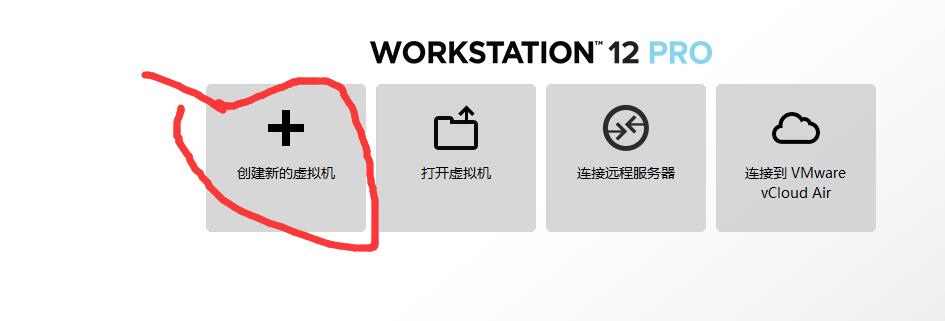 WORKSTATION™ 12 PRO
创建新的虚拟机
打开虚拟机
连接远程服务器
连接到 VMware
vCloud Air